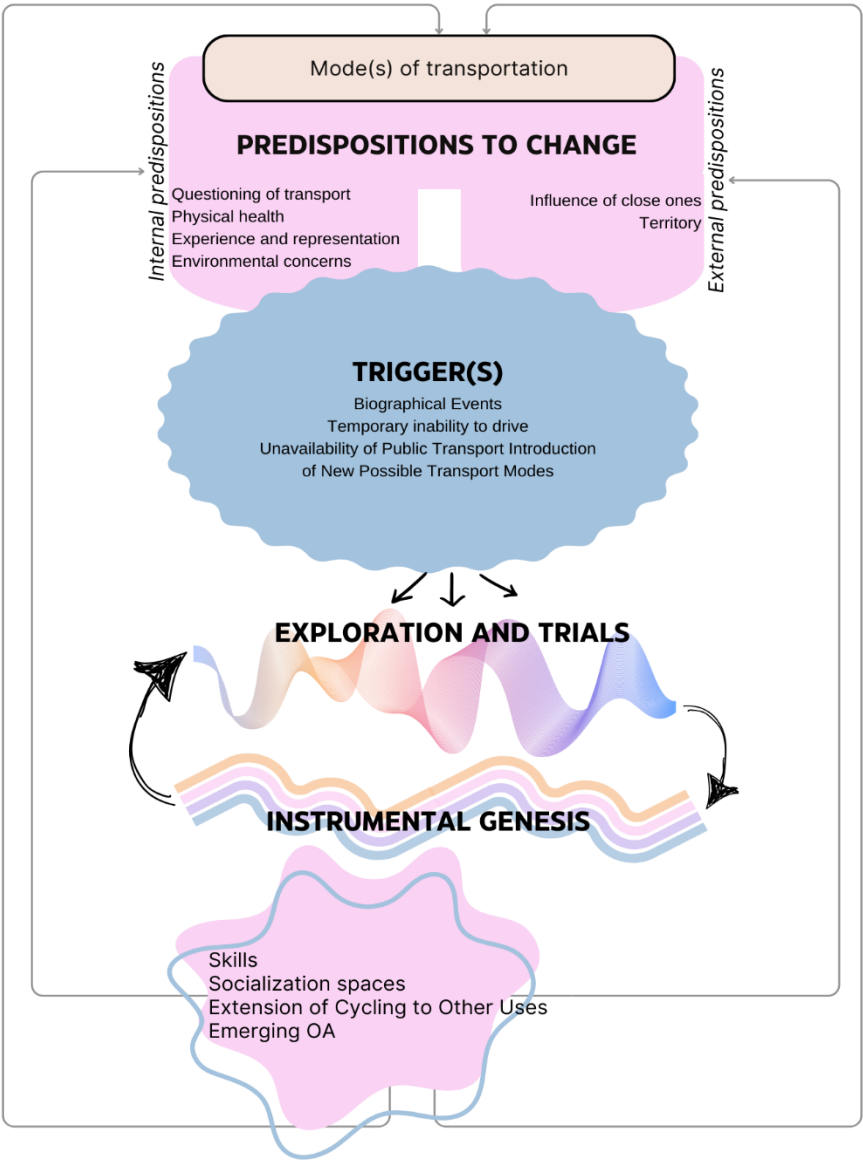 Mode(s) of transportation
PREDISPOSITIONS TO CHANGE
Internal predispositions
Questioning of transport
Physical health
Experience and representation
Environmental concerns
Influence of close ones
Territory
External predispositions
TRIGGER(S)
Biographical Events
Temporary inability to drive
Unavailability of Public Transport Introduction
of New Possible Transport Modes
EXPLORATION AND TRIALS
INSTRUMENTAL GENESIS
Skills
Socialization spaces
Extension of Cycling to Other Uses
Emerging OA